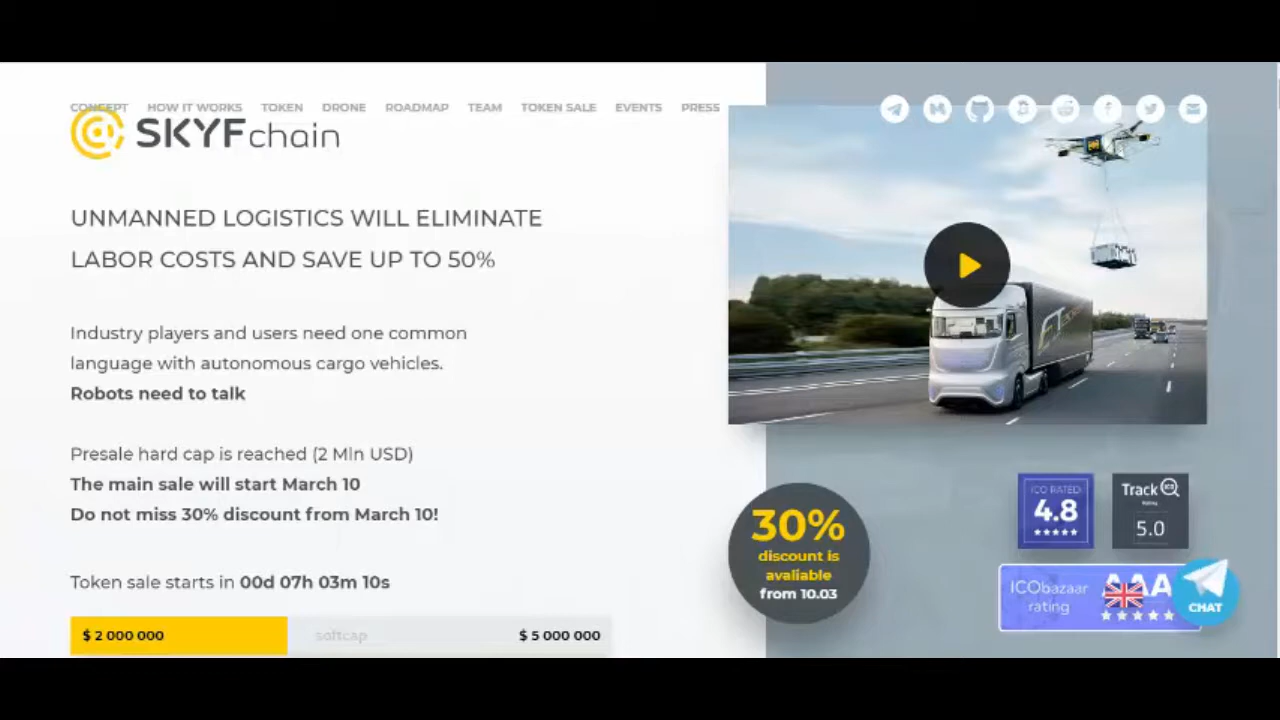 CONCEPT HOW IT WORKS TOKEN DRONE ROADMAP TEAM TOKEN SALE EVENTS PRESS
SKYFchain
UNMANNED LOGISTICS WILL ELIMINATE
LABOR COSTS AND SAVE UP TO 50%
Industry players and users need one common
language with autonomous cargo vehicles.
Robots need to talk
Presale hard cap is reached (2 Mln USD)
The main sale will start March 10
Do not miss 30% discount from March 10!
Token sale starts in 00d 07h 03m 10s
$ 2 000 000 softcap $ 5 000 000
30%
discount is
avaliable
from 10.03
ICO RATED
4.8
Track ICO
Rating
5.0
ICObazaar
rating
AAA
CHAT